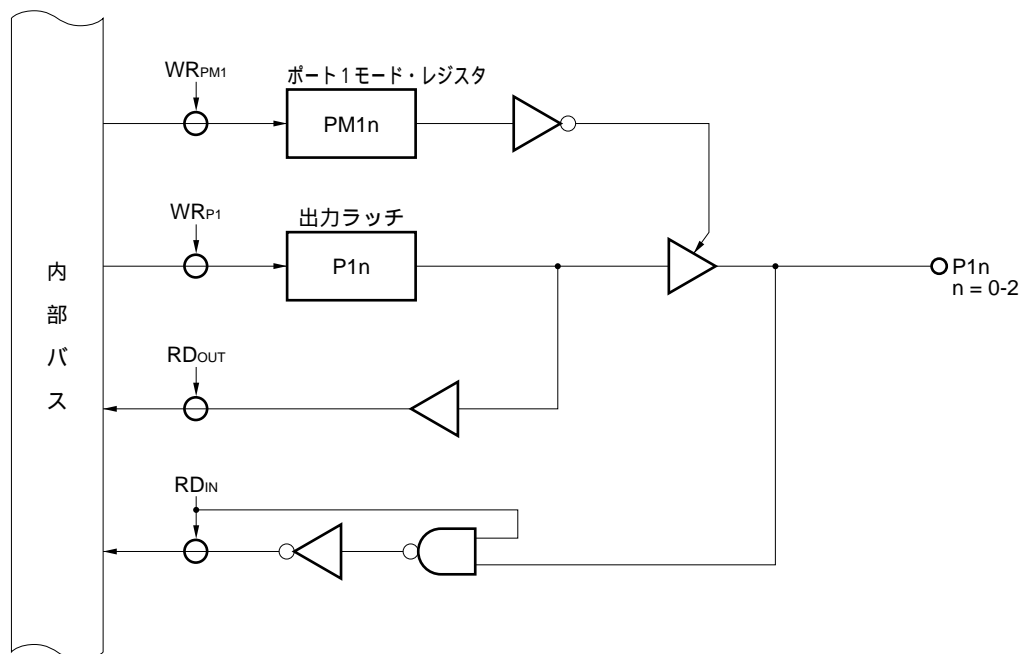 WRPM1
ポート1モード・レジスタ
PM1n
WRP1
出力ラッチ
P1n
P1n
n = 0-2
内部バス
RDOUT
RDIN